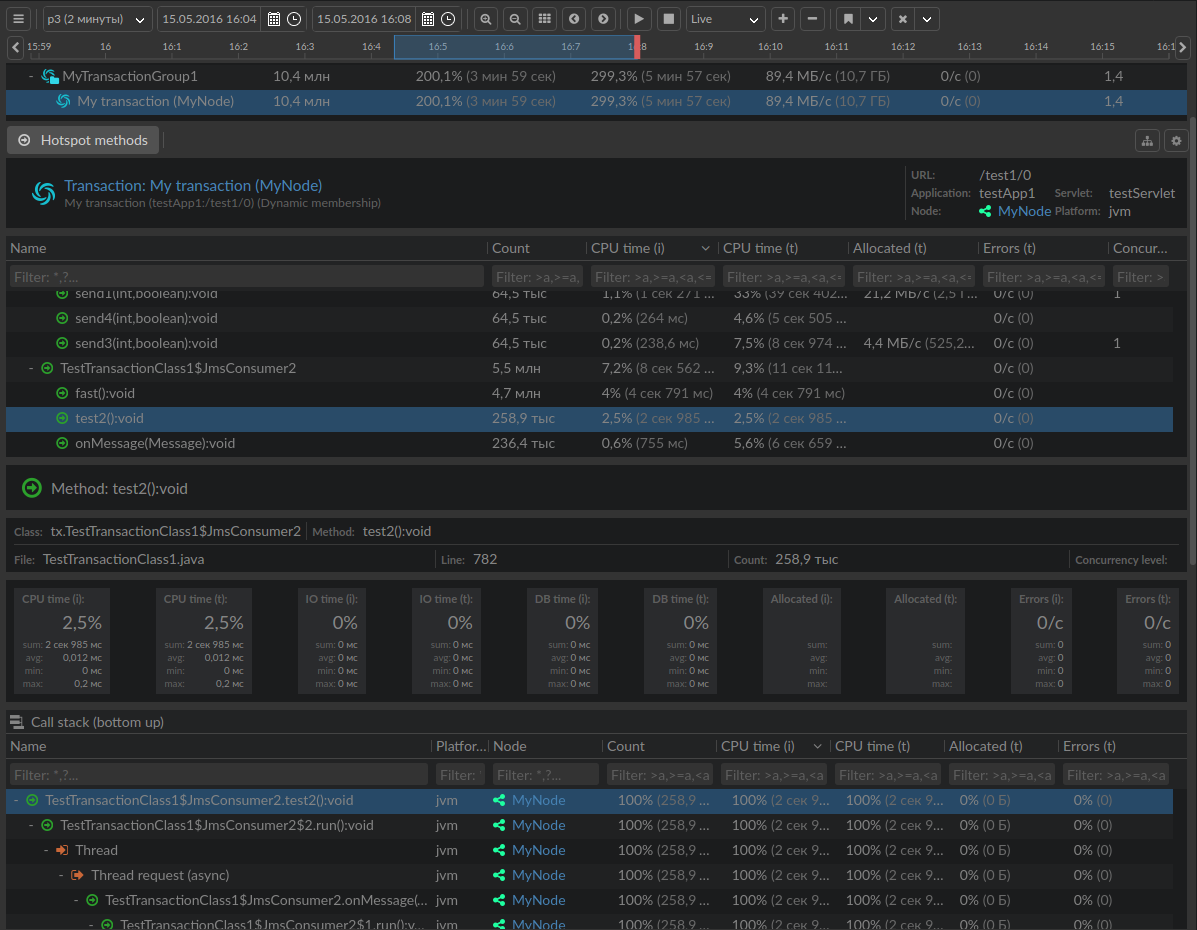 р3 (2 минуты) 15.05.2016 16:04 15.05.2016 16:08 Live
15:59 16 16:1 16:2 16:3 16:4 16:5 16:6 16:7 16:8 16:9 16:10 16:11 16:12 16:13 16:14 16:15
- MyTransactionGroup1 10,4 млн 200,1% (3 мин 59 сек) 299,3% (5 мин 57 сек) 89,4 МБ/с (10,7 ГБ) 0/с (0) 1,4
My transaction (MyNode) 10,4 млн 200,1% (3 мин 59 сек) 299,3% (5 мин 57 сек) 89,4 МБ/с (10,7 ГБ) 0/с (0) 1,4
Hotspot methods
Transaction: My transaction (MyNode)
My transaction (testApp1:/test1/0) (Dynamic membership)
URL: /test1/0
Application: testApp1 Servlet: testServlet
Node: MyNode Platform: jvm
Name Count CPU time (i) CPU time (t) Allocated (t) Errors (t) Concur...
Filter: *,?... Filter: >a,>=a, Filter: >a,>=a,<a,<= Filter: >a,>=a,<a,<= Filter: >a,>=a,<a,<= Filter: >a,>=a,<a,<= Filter: >
send1(int,boolean):void 64,5 тыс 1,1% (1 сек 271 ... 33% (39 сек 402... 21,2 МБ/с (2,5 Г... 0/с (0) 1
send4(int,boolean):void 64,5 тыс 0,2% (264 мс) 4,6% (5 сек 505 ... 0/с (0)
send3(int,boolean):void 64,5 тыс 0,2% (238,6 мс) 7,5% (8 сек 974 ... 4,4 МБ/с (525,2... 0/с (0) 1
- TestTransactionClass1$JmsConsumer2 5,5 млн 7,2% (8 сек 562 ... 9,3% (11 сек 11... 0/с (0)
fast():void 4,7 млн 4% (4 сек 791 мс) 4% (4 сек 791 мс) 0/с (0)
test2():void 258,9 тыс 2,5% (2 сек 985 ... 2,5% (2 сек 985 ... 0/с (0)
onMessage(Message):void 236,4 тыс 0,6% (755 мс) 5,6% (6 сек 659 ... 0/с (0)
Method: test2():void
Class: tx.TestTransactionClass1$JmsConsumer2 Method: test2():void
File: TestTransactionClass1.java Line: 782 Count: 258,9 тыс Concurrency level:
CPU time (i): CPU time (t): IO time (i): IO time (t): DB time (i): DB time (t): Allocated (i): Allocated (t): Errors (i): Errors (t):
2,5% 2,5% 0% 0% 0% 0% 0/с 0/с
sum: 2 сек 985 мс sum: 2 сек 985 мс sum: 0 мс sum: 0 мс sum: 0 мс sum: 0 мс sum: sum: sum: 0 sum: 0
avg: 0,012 мс avg: 0,012 мс avg: 0 мс avg: 0 мс avg: 0 мс avg: 0 мс avg: avg: avg: 0 avg: 0
min: 0 мс min: 0 мс min: 0 мс min: 0 мс min: 0 мс min: 0 мс min: min: min: 0 min: 0
max: 0,2 мс max: 0,2 мс max: 0 мс max: 0 мс max: 0 мс max: 0 мс max: max: max: 0 max: 0
Call stack (bottom up)
Name Platfor... Node Count CPU time (i) CPU time (t) Allocated (t) Errors (t)
Filter: *,?... Filter: Filter: *,?... Filter: >a,>=a,<a Filter: >a,>=a,<a Filter: >a,>=a,<a Filter: >a,>=a,<a Filter: >a,>=a,<a
- TestTransactionClass1$JmsConsumer2.test2():void jvm MyNode 100% (258,9 ... 100% (2 сек 9... 100% (2 сек 9... 0% (0 Б) 0% (0)
- TestTransactionClass1$JmsConsumer2$2.run():void jvm MyNode 100% (258,9 ... 100% (2 сек 9... 100% (2 сек 9... 0% (0 Б) 0% (0)
- Thread jvm MyNode 100% (258,9 ... 100% (2 сек 9... 100% (2 сек 9... 0% (0 Б) 0% (0)
- Thread request (async) jvm MyNode 100% (258,9 ... 100% (2 сек 9... 100% (2 сек 9... 0% (0 Б) 0% (0)
- TestTransactionClass1$JmsConsumer2.onMessage(... jvm MyNode 100% (258,9 ... 100% (2 сек 9... 100% (2 сек 9... 0% (0 Б) 0% (0)
- TestTransactionClass1$JmsConsumer2$1.run():v... jvm MyNode 100% (258,9 ... 100% (2 сек 9... 100% (2 сек 9... 0% (0 Б) 0% (0)